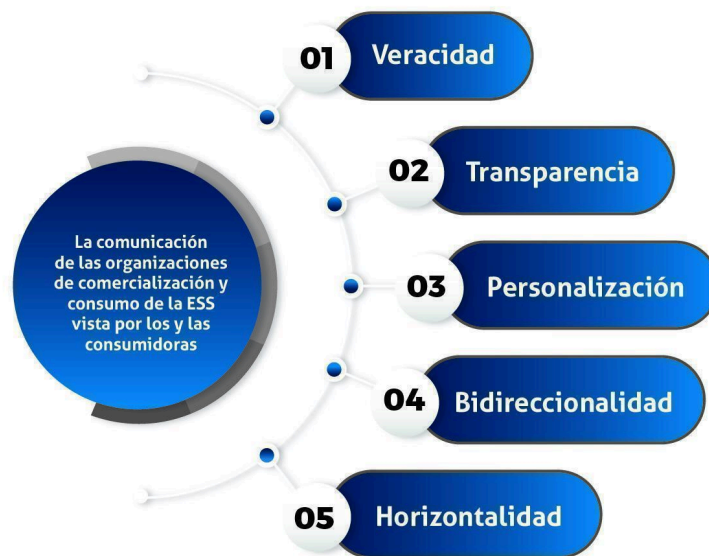 La comunicación
de las organizaciones
de comercialización y
consumo de la ESS
vista por los y las
consumidoras
01 Veracidad
02 Transparencia
03 Personalización
04 Bidireccionalidad
05 Horizontalidad